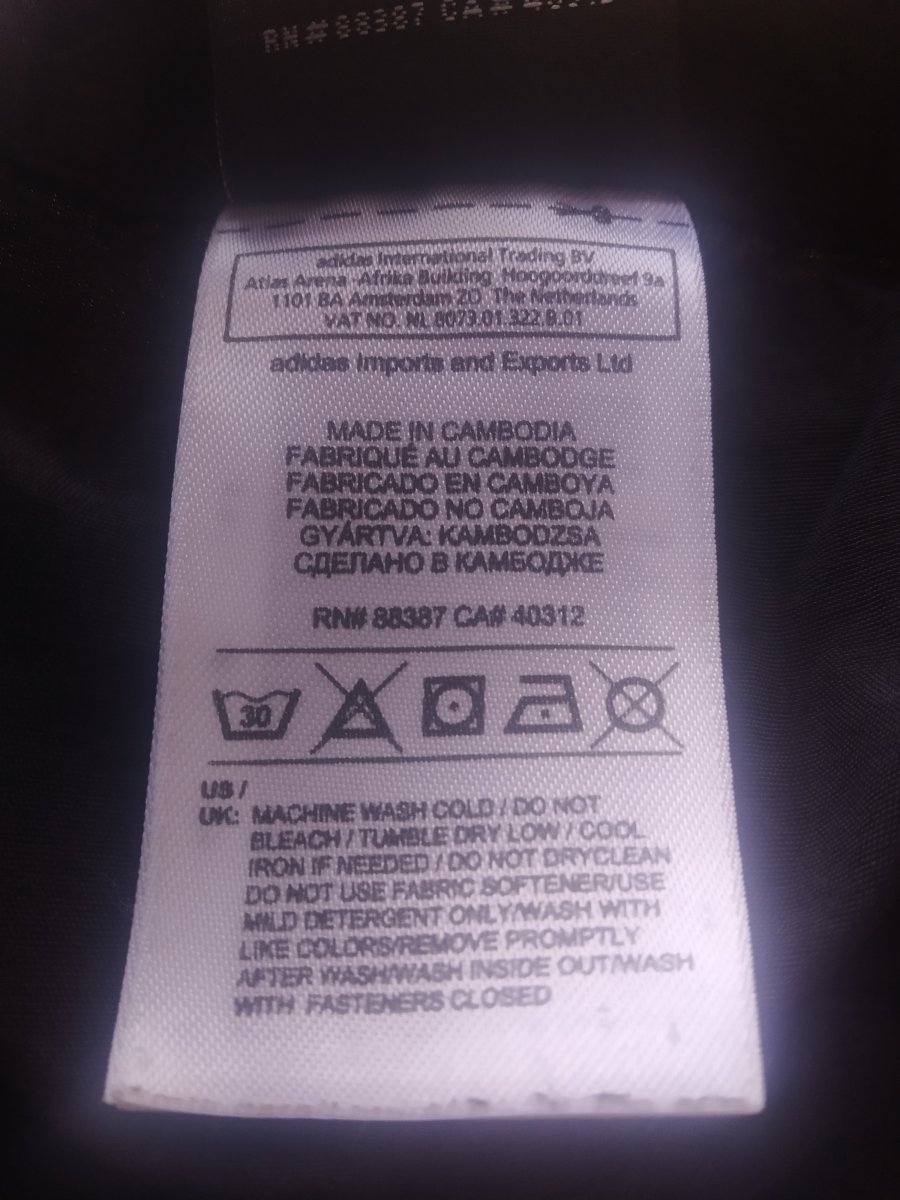 RN#88387 CA# 40312
adidas International Trading BV
Atlas Arena Afrika Building Hoogoorddreef 9a
1101 BA Amsterdam ZO The Netherlands
VAT NO. NL 8073.01.322.B.01
adidas Imports and Exports Ltd
MADE IN CAMBODIA
FABRIQUÉ AU CAMBODGE
FABRICADO EN CAMBOYA
FABRICADO NO CAMBOJA
GYÁRTVA: KAMBODZSA
СДЕЛАНО В КАМБОДЖЕ
RN# 88387 CA# 40312
30
US /
UK: MACHINE WASH COLD / DO NOT
BLEACH / TUMBLE DRY LOW / COOL
IRON IF NEEDED / DO NOT DRYCLEAN
DO NOT USE FABRIC SOFTENER/USE
MILD DETERGENT ONLY/WASH WITH
LIKE COLORS/REMOVE PROMPTLY
AFTER WASH/WASH INSIDE OUT/WASH
WITH FASTENERS CLOSED